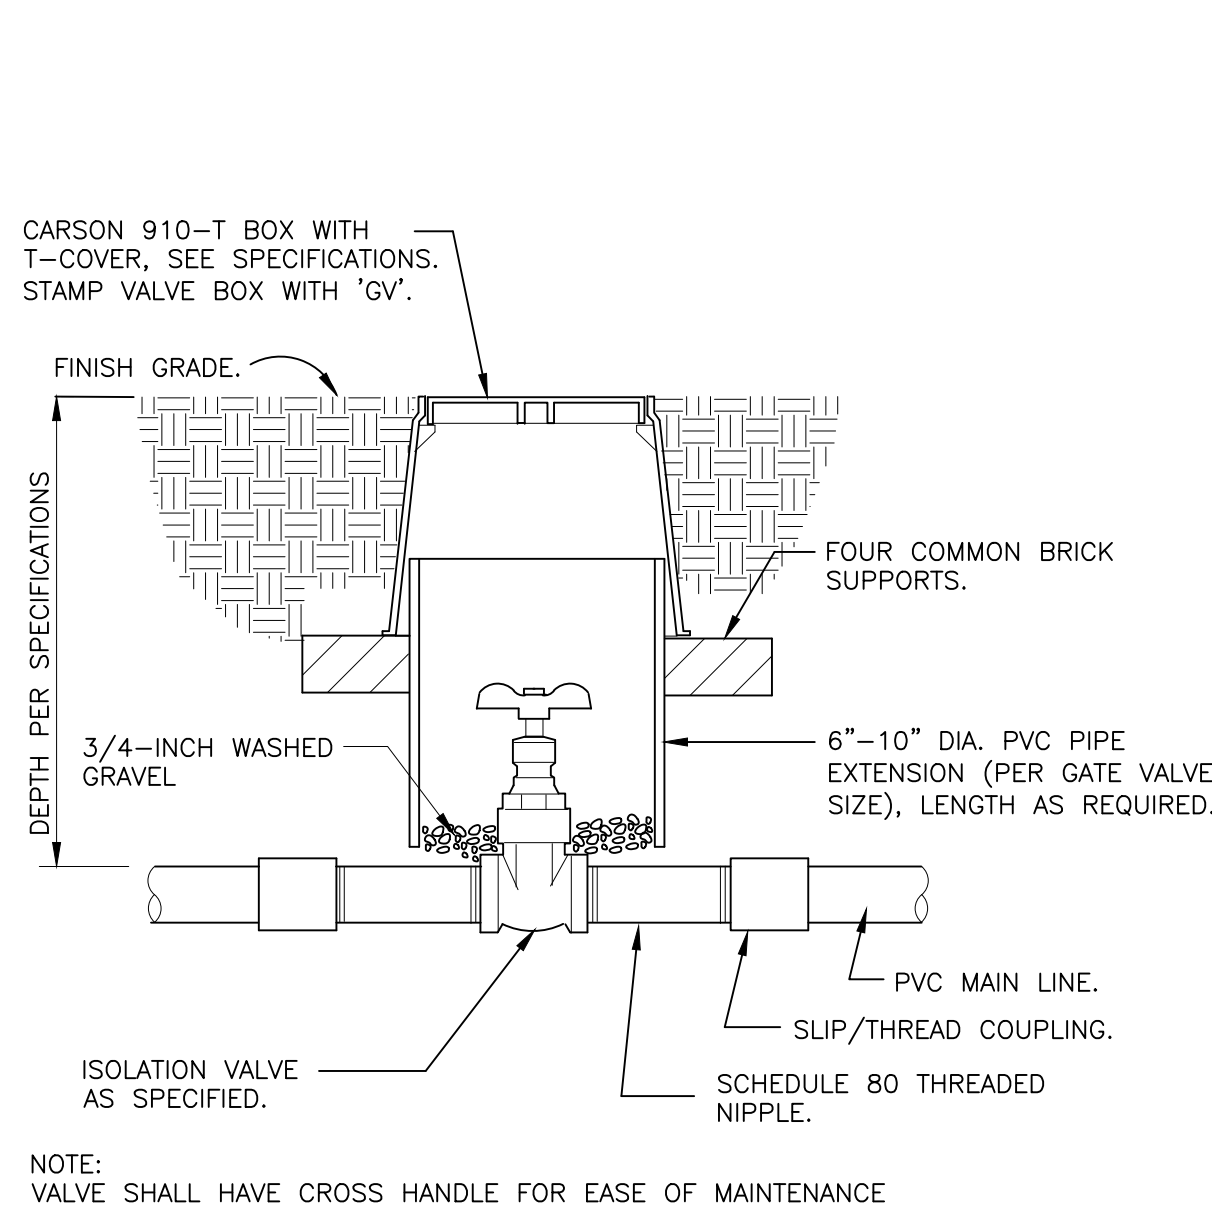 CARSON 910-T BOX WITH
T-COVER, SEE SPECIFICATIONS.
STAMP VALVE BOX WITH 'GV'.
FINISH GRADE.
DEPTH PER SPECIFICATIONS
FOUR COMMON BRICK
SUPPORTS.
3/4-INCH WASHED
GRAVEL
6"-10" DIA. PVC PIPE
EXTENSION (PER GATE VALVE
SIZE), LENGTH AS REQUIRED.
PVC MAIN LINE.
SLIP/THREAD COUPLING.
ISOLATION VALVE
AS SPECIFIED.
SCHEDULE 80 THREADED
NIPPLE.
NOTE:
VALVE SHALL HAVE CROSS HANDLE FOR EASE OF MAINTENANCE